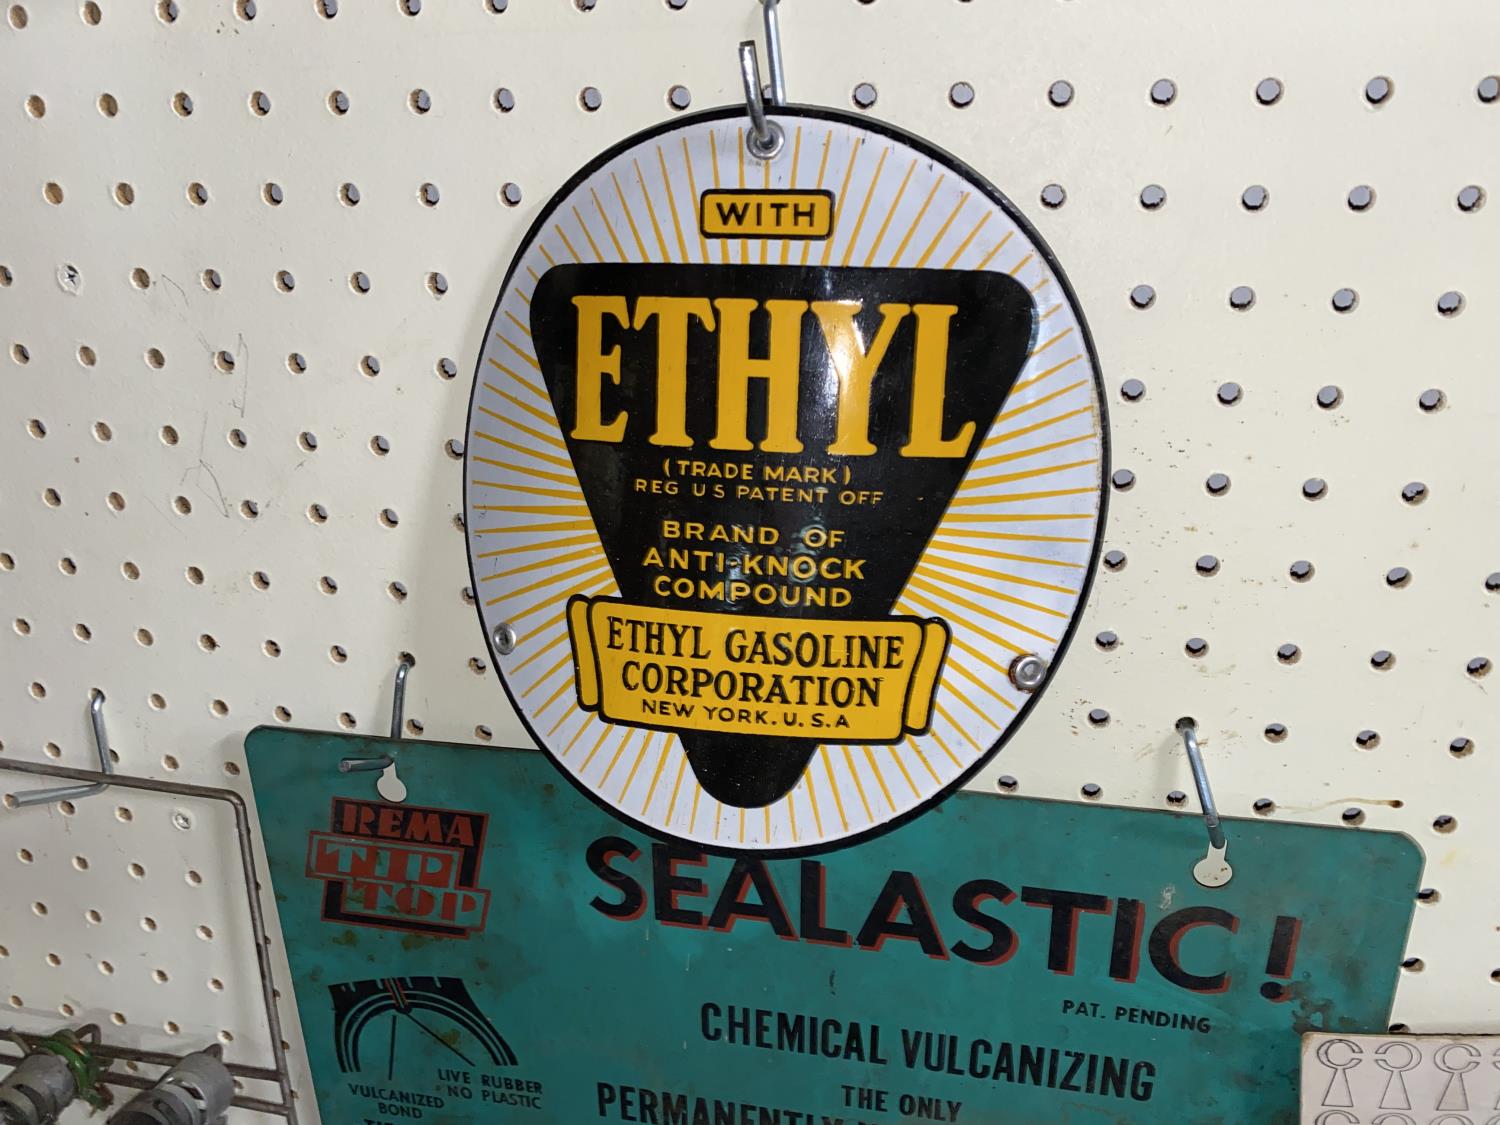 WITH
ETHYL
(TRADE MARK)
REG U S PATENT OFF
BRAND OF
ANTI-KNOCK
COMPOUND
ETHYL GASOLINE
CORPORATION
NEW YORK. U. S. A
REMA
TIP
TOP
SEALASTIC!
PAT. PENDING
CHEMICAL VULCANIZING
THE ONLY
PERMANENTLY
LIVE RUBBER
NO PLASTIC
VULCANIZED
BOND